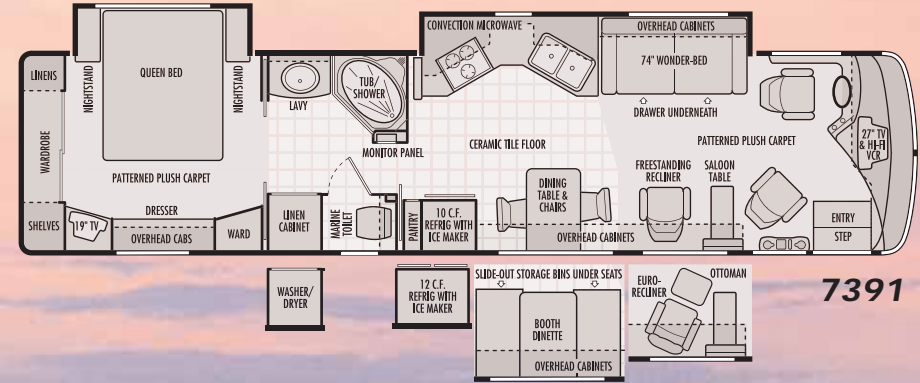 LINENS
WARDROBE
SHELVES
NIGHTSTAND
QUEEN BED
NIGHTSTAND
PATTERNED PLUSH CARPET
19" TV
DRESSER
OVERHEAD CABS
WARD
LAVY
TUB/
SHOWER
MONITOR PANEL
LINEN
CABINET
MARINE
TOILET
CONVECTION MICROWAVE
CERAMIC TILE FLOOR
PANTRY
10 C.F.
REFRIG WITH
ICE MAKER
DINING
TABLE &
CHAIRS
OVERHEAD CABINETS
OVERHEAD CABINETS
74" WONDER-BED
DRAWER UNDERNEATH
PATTERNED PLUSH CARPET
FREESTANDING
RECLINER
SALOON
TABLE
27" TV
& HI-FI
VCR
ENTRY
STEP
WASHER/
DRYER
12 C.F.
REFRIG WITH
ICE MAKER
SLIDE-OUT STORAGE BINS UNDER SEATS
BOOTH
DINETTE
OVERHEAD CABINETS
EURO-
RECLINER
OTTOMAN
7391